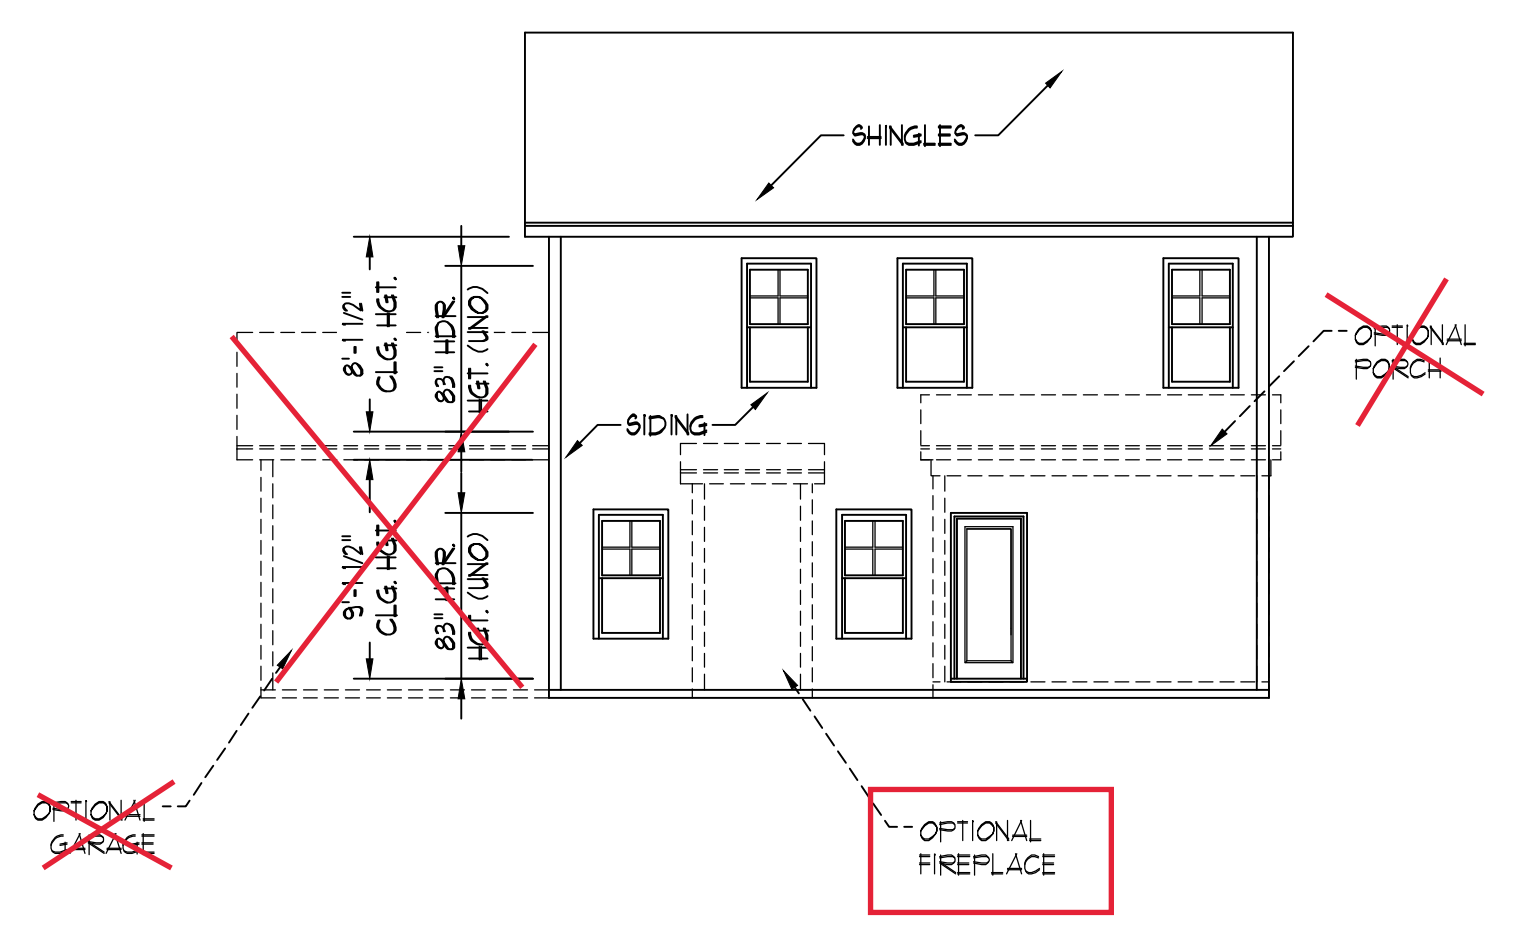 SHINGLES
8'-1 1/2"
CLG. HGT.
83" HDR.
HGT. (UNO)
OPTIONAL
PORCH
SIDING
9'-1 1/2"
CLG. HGT.
83" HDR.
HGT. (UNO)
OPTIONAL
GARAGE
OPTIONAL
FIREPLACE